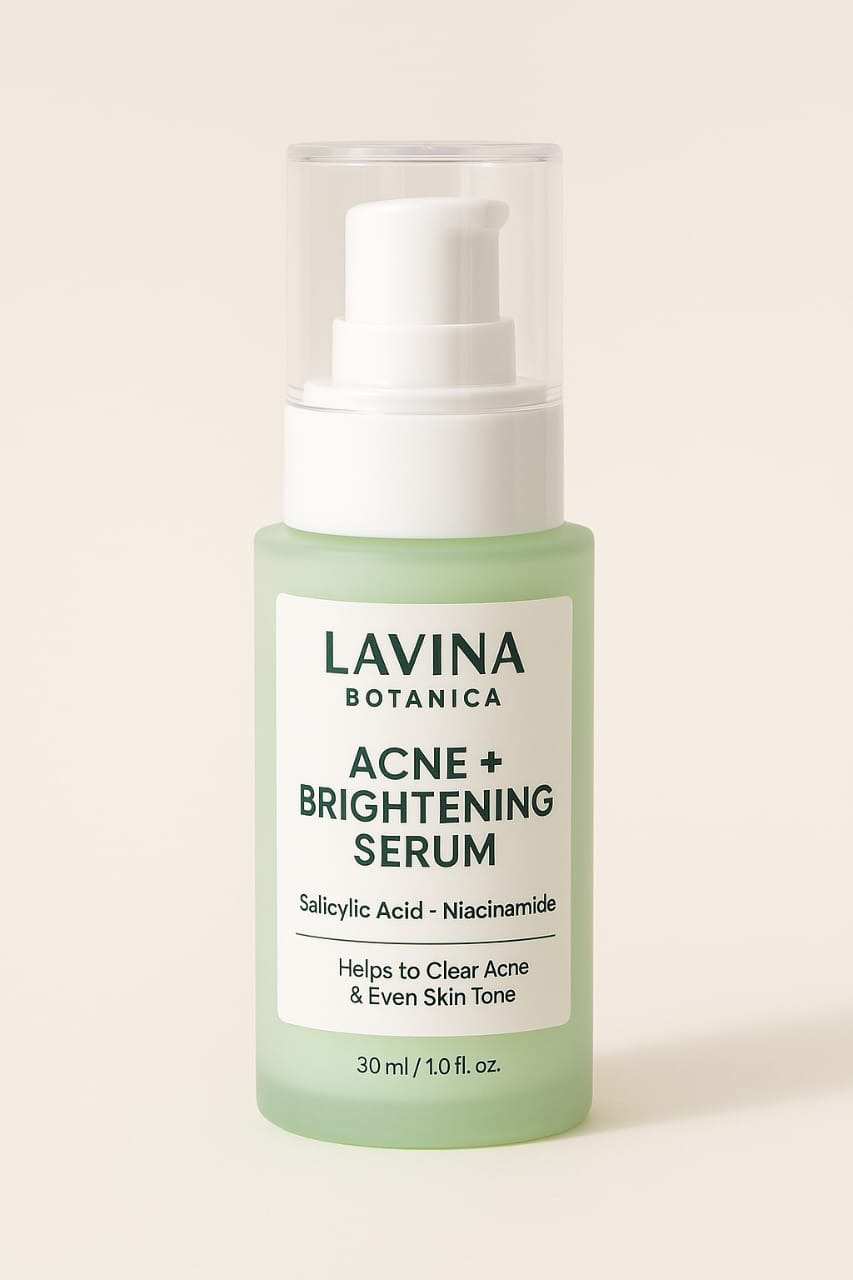 LAVINA
BOTANICA
ACNE +
BRIGHTENING
SERUM
Salicylic Acid - Niacinamide
Helps to Clear Acne
& Even Skin Tone
30 ml / 1.0 fl. oz.